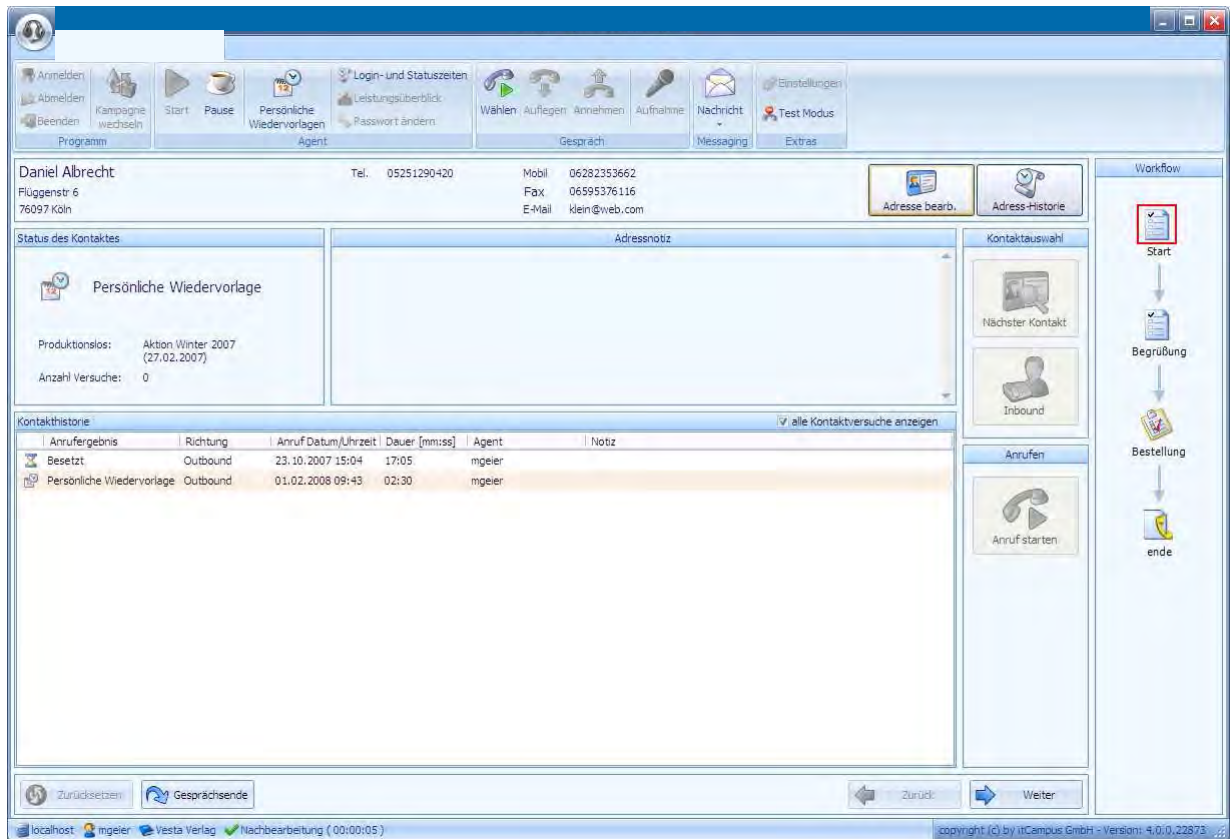 Anmelden
Abmelden
Beenden
Kampagne
wechseln
Programm
Start
Pause
Persönliche
Wiedervorlagen
Login- und Statuszeiten
Leistungsüberblick
Passwort ändern
Agent
Wählen
Auflegen
Annehmen
Aufnahme
Gespräch
Nachricht
Messaging
Einstellungen
Test Modus
Extras
Daniel Albrecht
Flüggenstr 6
76097 Köln
Tel. 05251290420
Mobil 06282353662
Fax 06595376116
E-Mail klein@web.com
Adresse bearb.
Adress-Historie
Status des Kontaktes
Persönliche Wiedervorlage
Produktionslos: Aktion Winter 2007
(27.02.2007)
Anzahl Versuche: 0
Adressnotiz
Kontaktauswahl
Nächster Kontakt
Inbound
Kontakthistorie
alle Kontaktversuche anzeigen
Anrufergebnis Richtung Anruf Datum/Uhrzeit Dauer [mm:ss] Agent Notiz
Besetzt Outbound 23.10.2007 15:04 17:05 mgeier
Persönliche Wiedervorlage Outbound 01.02.2008 09:43 02:30 mgeier
Anrufen
Anruf starten
Workflow
Start
Begrüßung
Bestellung
ende
Zurücksetzen
Gesprächsende
Zurück
Weiter
localhost mgeier Vesta Verlag Nachbearbeitung ( 00:00:05 )
copyright (c) by itCampus GmbH - Version: 4.0.0.22873